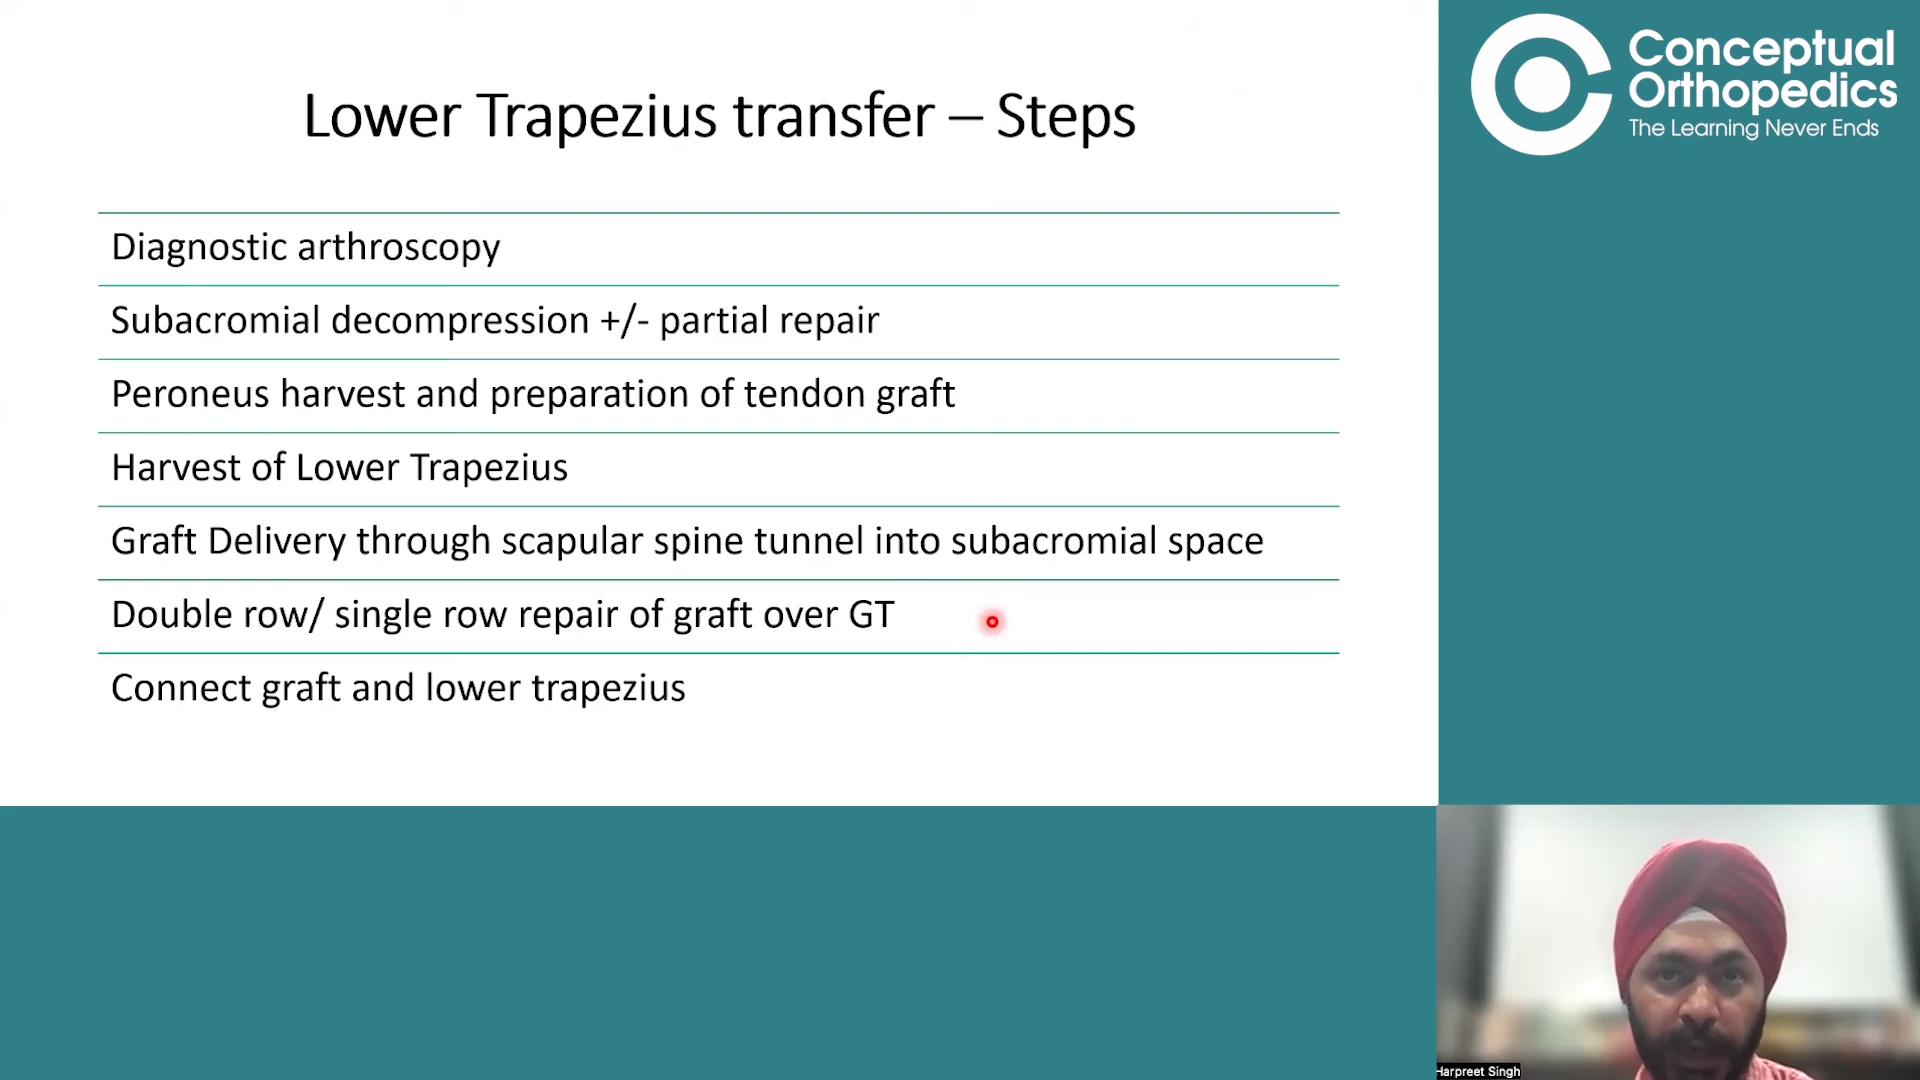 Lower Trapezius transfer – Steps
Diagnostic arthroscopy
Subacromial decompression +/- partial repair
Peroneus harvest and preparation of tendon graft
Harvest of Lower Trapezius
Graft Delivery through scapular spine tunnel into subacromial space
Double row/ single row repair of graft over GT
Connect graft and lower trapezius
Conceptual
Orthopedics
The Learning Never Ends
Harpreet Singh